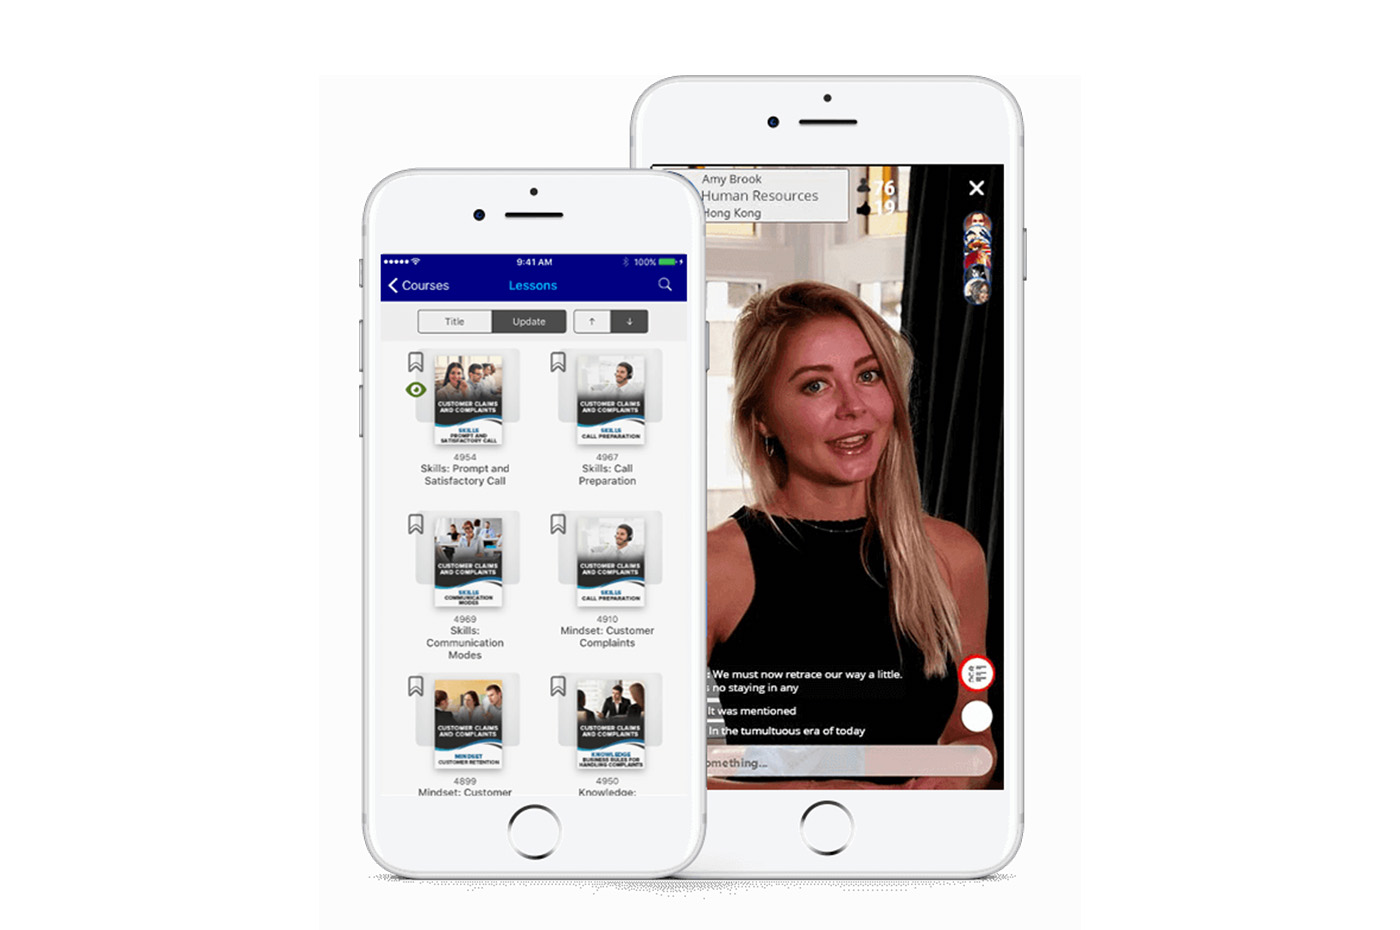 Amy Brook
Human Resources
Hong Kong
76
19
9:41 AM
100%
Courses
Lessons
Title
Update
CUSTOMER CLAIMS
AND COMPLAINTS
SKILLS
PROMPT AND
SATISFACTORY CALL
4954
Skills: Prompt and
Satisfactory Call
CUSTOMER CLAIMS
AND COMPLAINTS
SKILLS
CALL PREPARATION
4967
Skills: Call
Preparation
CUSTOMER CLAIMS
AND COMPLAINTS
SKILLS
COMMUNICATION
MODES
4969
Skills:
Communication
Modes
CUSTOMER CLAIMS
AND COMPLAINTS
SKILLS
CALL PREPARATION
4910
Mindset: Customer
Complaints
CUSTOMER CLAIMS
AND COMPLAINTS
MINDSET
CUSTOMER RETENTION
4899
Mindset: Customer
CUSTOMER CLAIMS
AND COMPLAINTS
KNOWLEDGE
BUSINESS RULES FOR
HANDLING COMPLAINTS
4950
Knowledge:
: We must now retrace our way a little.
s no staying in any
It was mentioned
In the tumultuous era of today
omething...